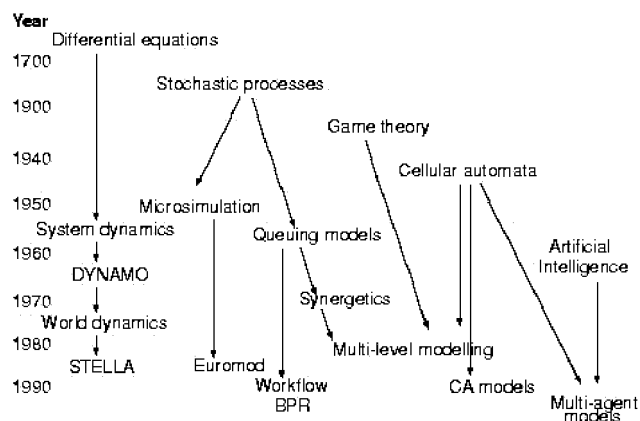 Year
Differential equations
1700
Stochastic processes
1900
Game theory
1940
Cellular automata
1950
Microsimulation
System dynamics
Queuing models
1960
Artificial
Intelligence
DYNAMO
1970
Synergetics
World dynamics
1980
Multi-level modelling
STELLA
Euromod
1990
Workflow
BPR
CA models
Multi-agent
models